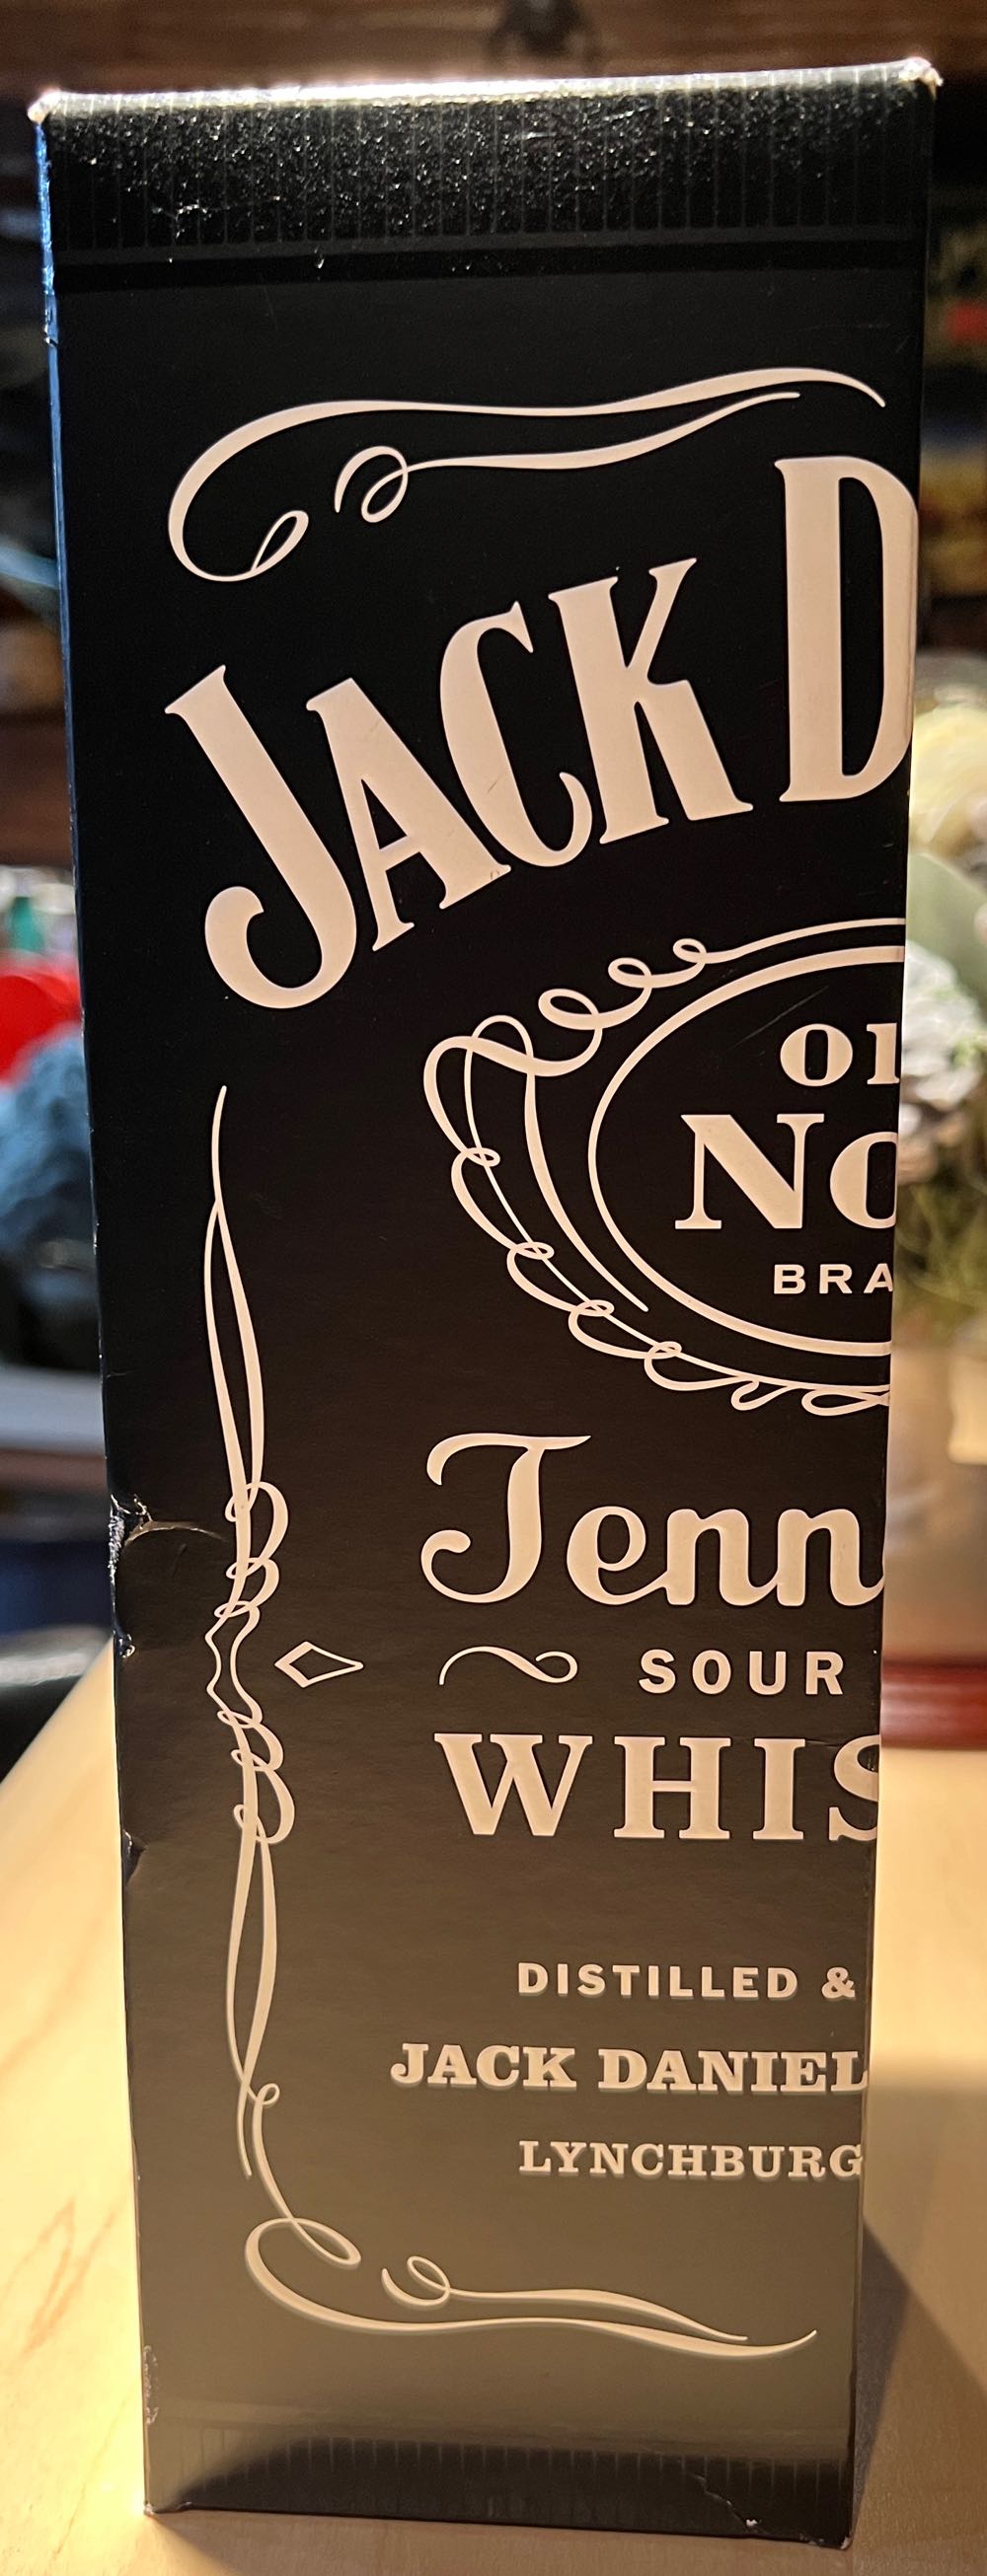 JACK D
OL
NO
BRA
Tenn
SOUR
WHIS
DISTILLED &
JACK DANIEL
LYNCHBURG